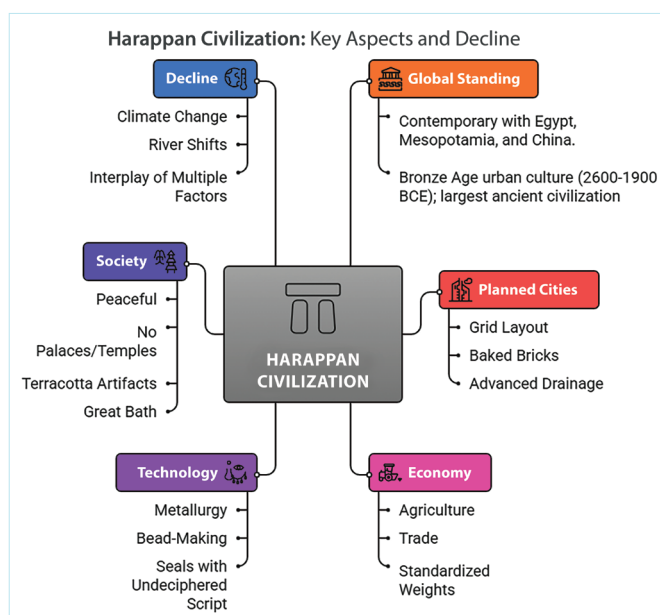 Harappan Civilization: Key Aspects and Decline
Decline
Climate Change
River Shifts
Interplay of Multiple
Factors
Global Standing
Contemporary with Egypt,
Mesopotamia, and China.
Bronze Age urban culture (2600-1900
BCE); largest ancient civilization
Society
Peaceful
No
Palaces/Temples
Terracotta Artifacts
Great Bath
HARAPPAN
CIVILIZATION
Planned Cities
Grid Layout
Baked Bricks
Advanced Drainage
Technology
Metallurgy
Bead-Making
Seals with
Undeciphered
Script
Economy
Agriculture
Trade
Standardized
Weights